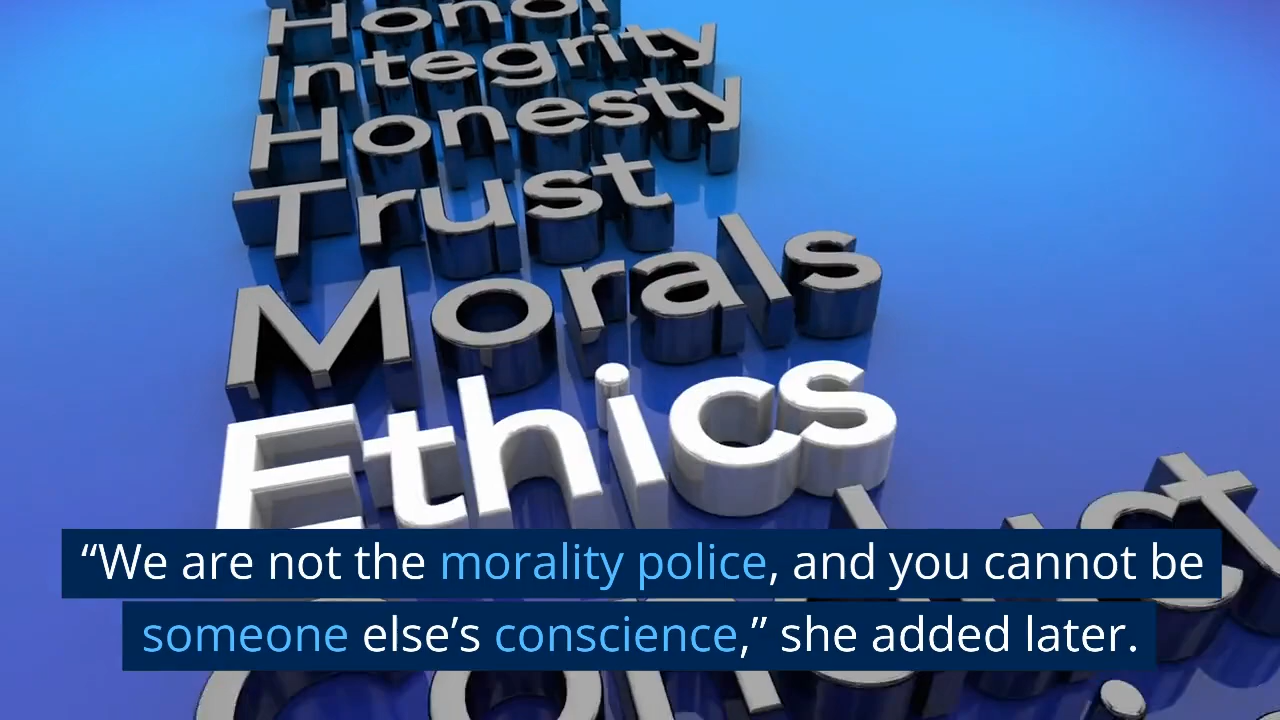 Honor
Integrity
Honesty
Trust
Morals
Ethics
“We are not the morality police, and you cannot be
someone else’s conscience,” she added later.